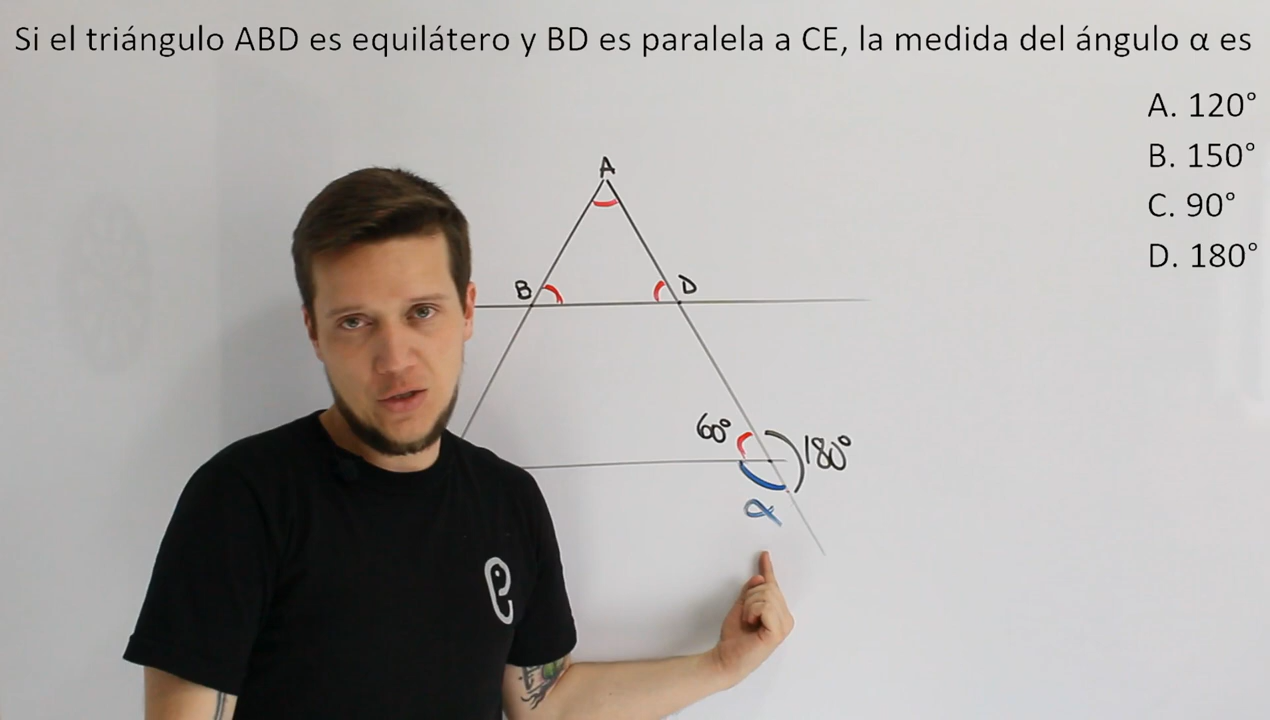 Si el triángulo ABD es equilátero y BD es paralela a CE, la medida del ángulo α es
A. 120°
B. 150°
C. 90°
D. 180°
A
B
D
60°
180°
α
e